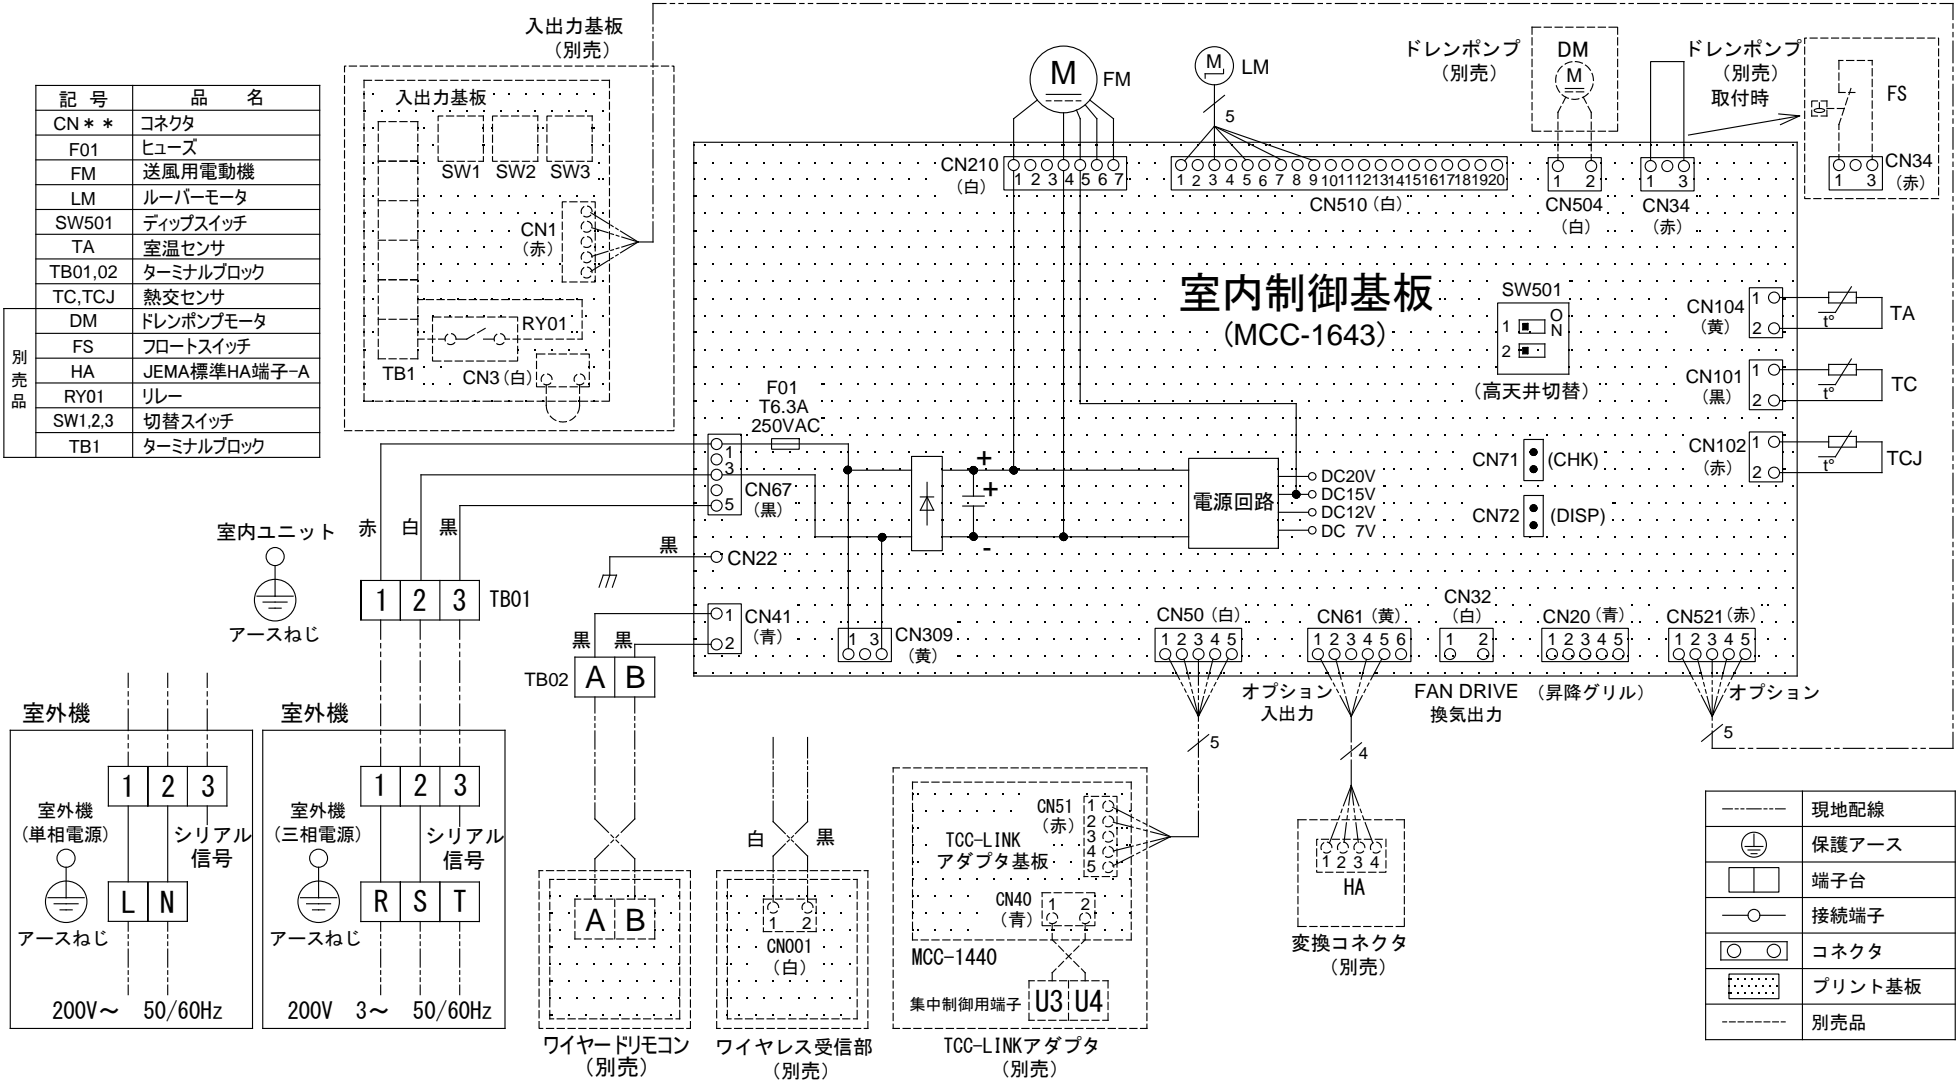 記 号 品 名
CN＊＊ コネクタ
F01 ヒューズ
FM 送風用電動機
LM ルーバーモータ
SW501 ディップスイッチ
TA 室温センサ
TB01,02 ターミナルブロック
TC,TCJ 熱交センサ
別売品
DM ドレンポンプモータ
FS フロートスイッチ
HA JEMA標準HA端子-A
RY01 リレー
SW1,2,3 切替スイッチ
TB1 ターミナルブロック
入出力基板
（別売）
入出力基板
SW1 SW2 SW3
CN1
（赤）
RY01
TB1
CN3（白）
M FM
M LM
5
ドレンポンプ
（別売）
DM
M
ドレンポンプ
（別売）
取付時
FS
CN34
（赤）
1 3
CN210
（白）
1 2 3 4 5 6 7
1 2 3 4 5 6 7 8 9 10 11 12 13 14 15 16 17 18 19 20
CN510（白）
1 2
CN504
（白）
1 3
CN34
（赤）
室内制御基板
(MCC-1643)
SW501
1 ON
2
（高天井切替）
CN104
（黄）
1
2
t°
TA
CN101
（黒）
1
2
t°
TC
CN102
（赤）
1
2
t°
TCJ
CN71 (CHK)
CN72 (DISP)
F01
T6.3A
250VAC
1
3
5
CN67
（黒）
+
+
-
電源回路
DC20V
DC15V
DC12V
DC 7V
黒
CN22
1
2
CN41
（青）
1 3
CN309
（黄）
CN50（白）
1 2 3 4 5
CN61（黄）
1 2 3 4 5 6
CN32
（白）
1 2
CN20（青）
1 2 3 4 5
CN521（赤）
1 2 3 4 5
オプション
入出力
FAN DRIVE
換気出力
（昇降グリル）
オプション
5
4
5
室内ユニット
アースねじ
赤 白 黒
1 2 3 TB01
黒 黒
TB02 A B
室外機
1 2 3
室外機
（単相電源）
シリアル
信号
アースねじ
L N
200V～ 50/60Hz
室外機
1 2 3
室外機
（三相電源）
シリアル
信号
アースねじ
R S T
200V 3～ 50/60Hz
A B
ワイヤードリモコン
（別売）
白 黒
1 2
CN001
（白）
ワイヤレス受信部
（別売）
CN51
（赤）
1
2
3
4
5
TCC-LINK
アダプタ基板
CN40
（青）
1 2
MCC-1440
集中制御用端子 U3 U4
TCC-LINKアダプタ
（別売）
1 2 3 4
HA
変換コネクタ
（別売）
現地配線
保護アース
端子台
接続端子
コネクタ
プリント基板
別売品